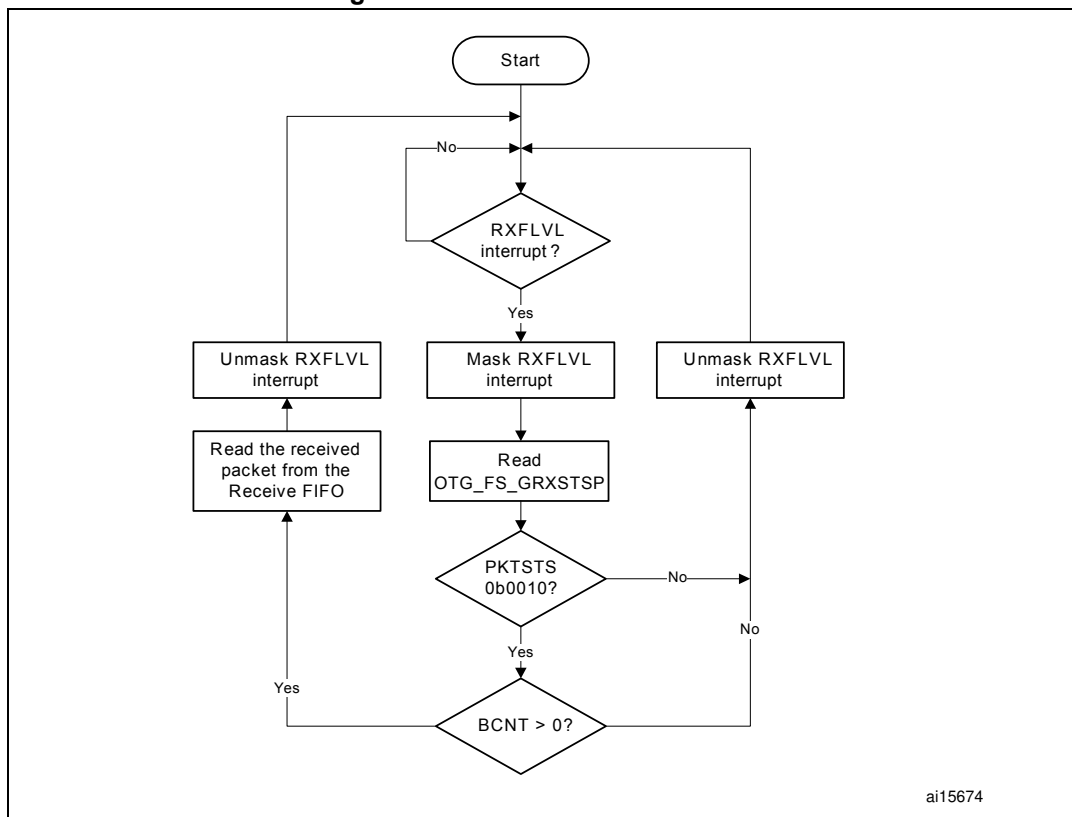 Start
No
RXFLVL
interrupt ?
Yes
Unmask RXFLVL
interrupt
Mask RXFLVL
interrupt
Unmask RXFLVL
interrupt
Read the received
packet from the
Receive FIFO
Read
OTG_FS_GRXSTSP
PKTSTS
0b0010?
No
No
Yes
Yes
BCNT > 0?
ai15674